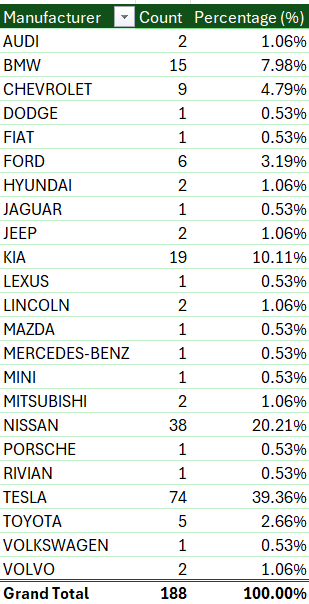 Manufacturer Count Percentage (%)
AUDI 2 1.06%
BMW 15 7.98%
CHEVROLET 9 4.79%
DODGE 1 0.53%
FIAT 1 0.53%
FORD 6 3.19%
HYUNDAI 2 1.06%
JAGUAR 1 0.53%
JEEP 2 1.06%
KIA 19 10.11%
LEXUS 1 0.53%
LINCOLN 2 1.06%
MAZDA 1 0.53%
MERCEDES-BENZ 1 0.53%
MINI 1 0.53%
MITSUBISHI 2 1.06%
NISSAN 38 20.21%
PORSCHE 1 0.53%
RIVIAN 1 0.53%
TESLA 74 39.36%
TOYOTA 5 2.66%
VOLKSWAGEN 1 0.53%
VOLVO 2 1.06%
Grand Total 188 100.00%